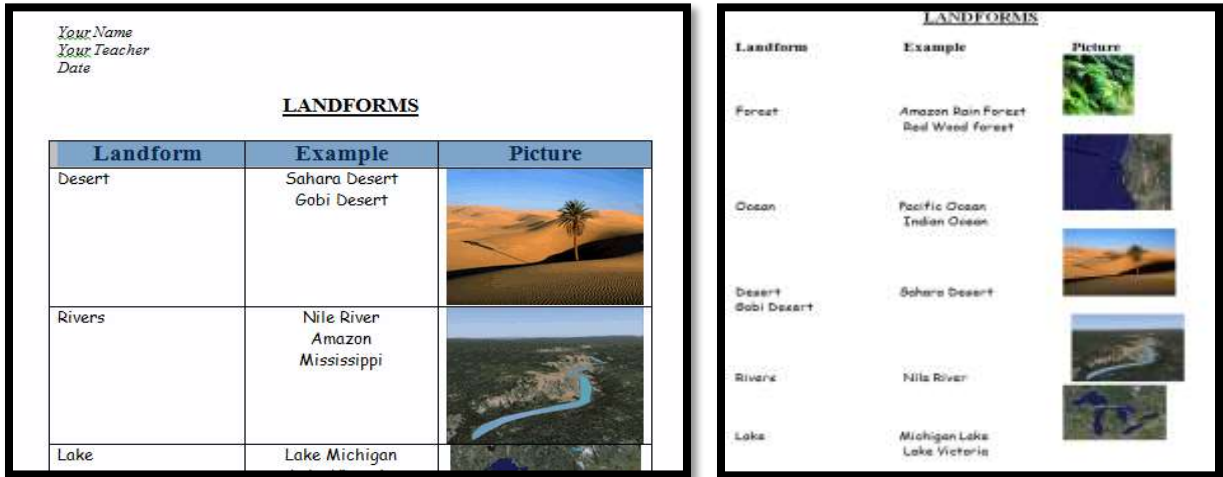 Your Name
Your Teacher
Date
LANDFORMS
Landform Example Picture
Desert Sahara Desert
Gobi Desert
Rivers Nile River
Amazon
Mississippi
Lake Lake Michigan
LANDFORMS
Landform Example Picture
Forest Amazon Rain Forest
Red Wood forest
Ocean Pacific Ocean
Indian Ocean
Desert Sahara Desert
Gobi Desert
Rivers Nile River
Lake Michigan Lake
Lake Victoria